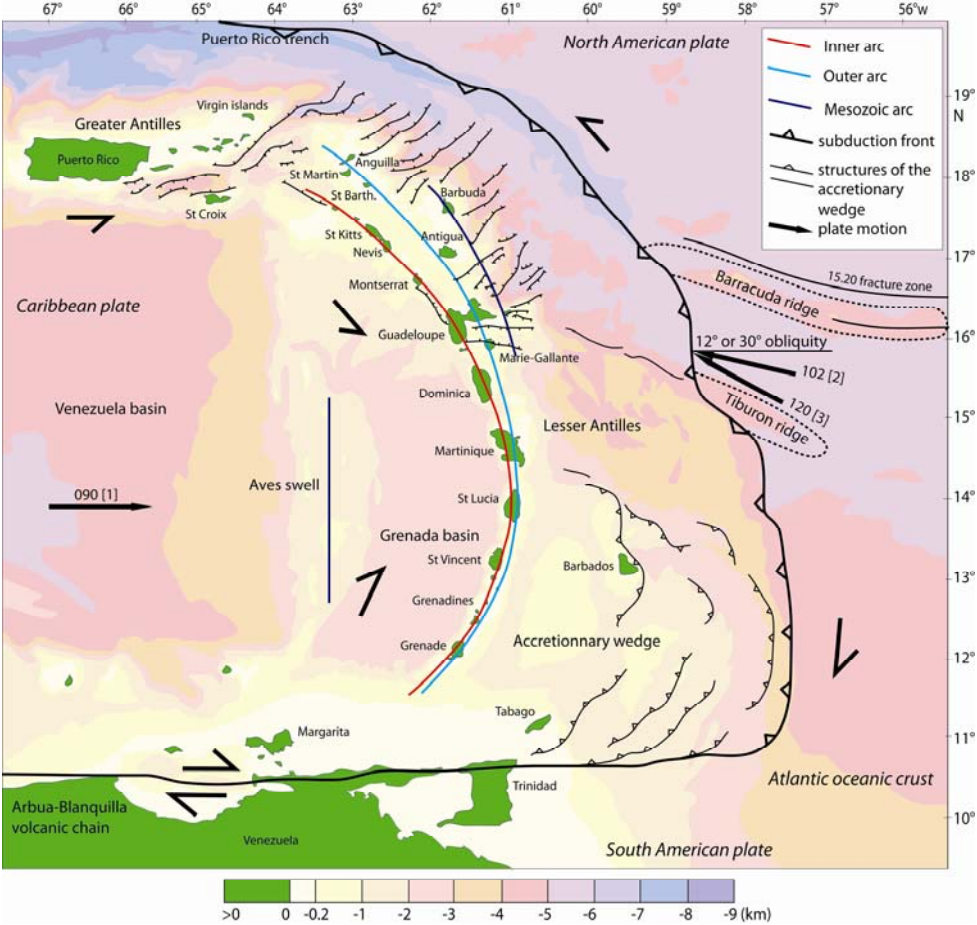 67° 66° 65° 64° 63° 62° 61° 60° 59° 58° 57° 56°W
Puerto Rico trench
North American plate
Inner arc
Outer arc
Mesozoic arc
subduction front
structures of the
accretionary
wedge
plate motion
19°
N
18°
17°
16°
15°
14°
13°
12°
11°
10°
Virgin islands
Greater Antilles
Puerto Rico
St Croix
Anguilla
St Martin
St Barth.
Barbuda
St Kitts
Nevis
Antigua
Montserrat
Caribbean plate
Guadeloupe
Marie-Gallante
15.20 fracture zone
Barracuda ridge
12° or 30° obliquity
102 [2]
120 [3]
Tiburon ridge
Dominica
Venezuela basin
Lesser Antilles
Martinique
Aves swell
090 [1]
St Lucia
Grenada basin
St Vincent
Barbados
Grenadines
Grenade
Accretionnary wedge
Tabago
Margarita
Trinidad
Atlantic oceanic crust
Arbua-Blanquilla
volcanic chain
Venezuela
South American plate
>0 0 -0.2 -1 -2 -3 -4 -5 -6 -7 -8 -9 (km)